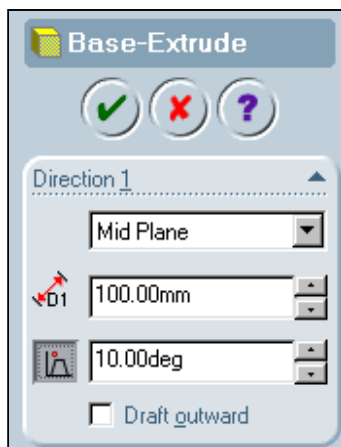 Base-Extrude
?
Direction 1
Mid Plane
D1 100.00mm
10.00deg
Draft outward